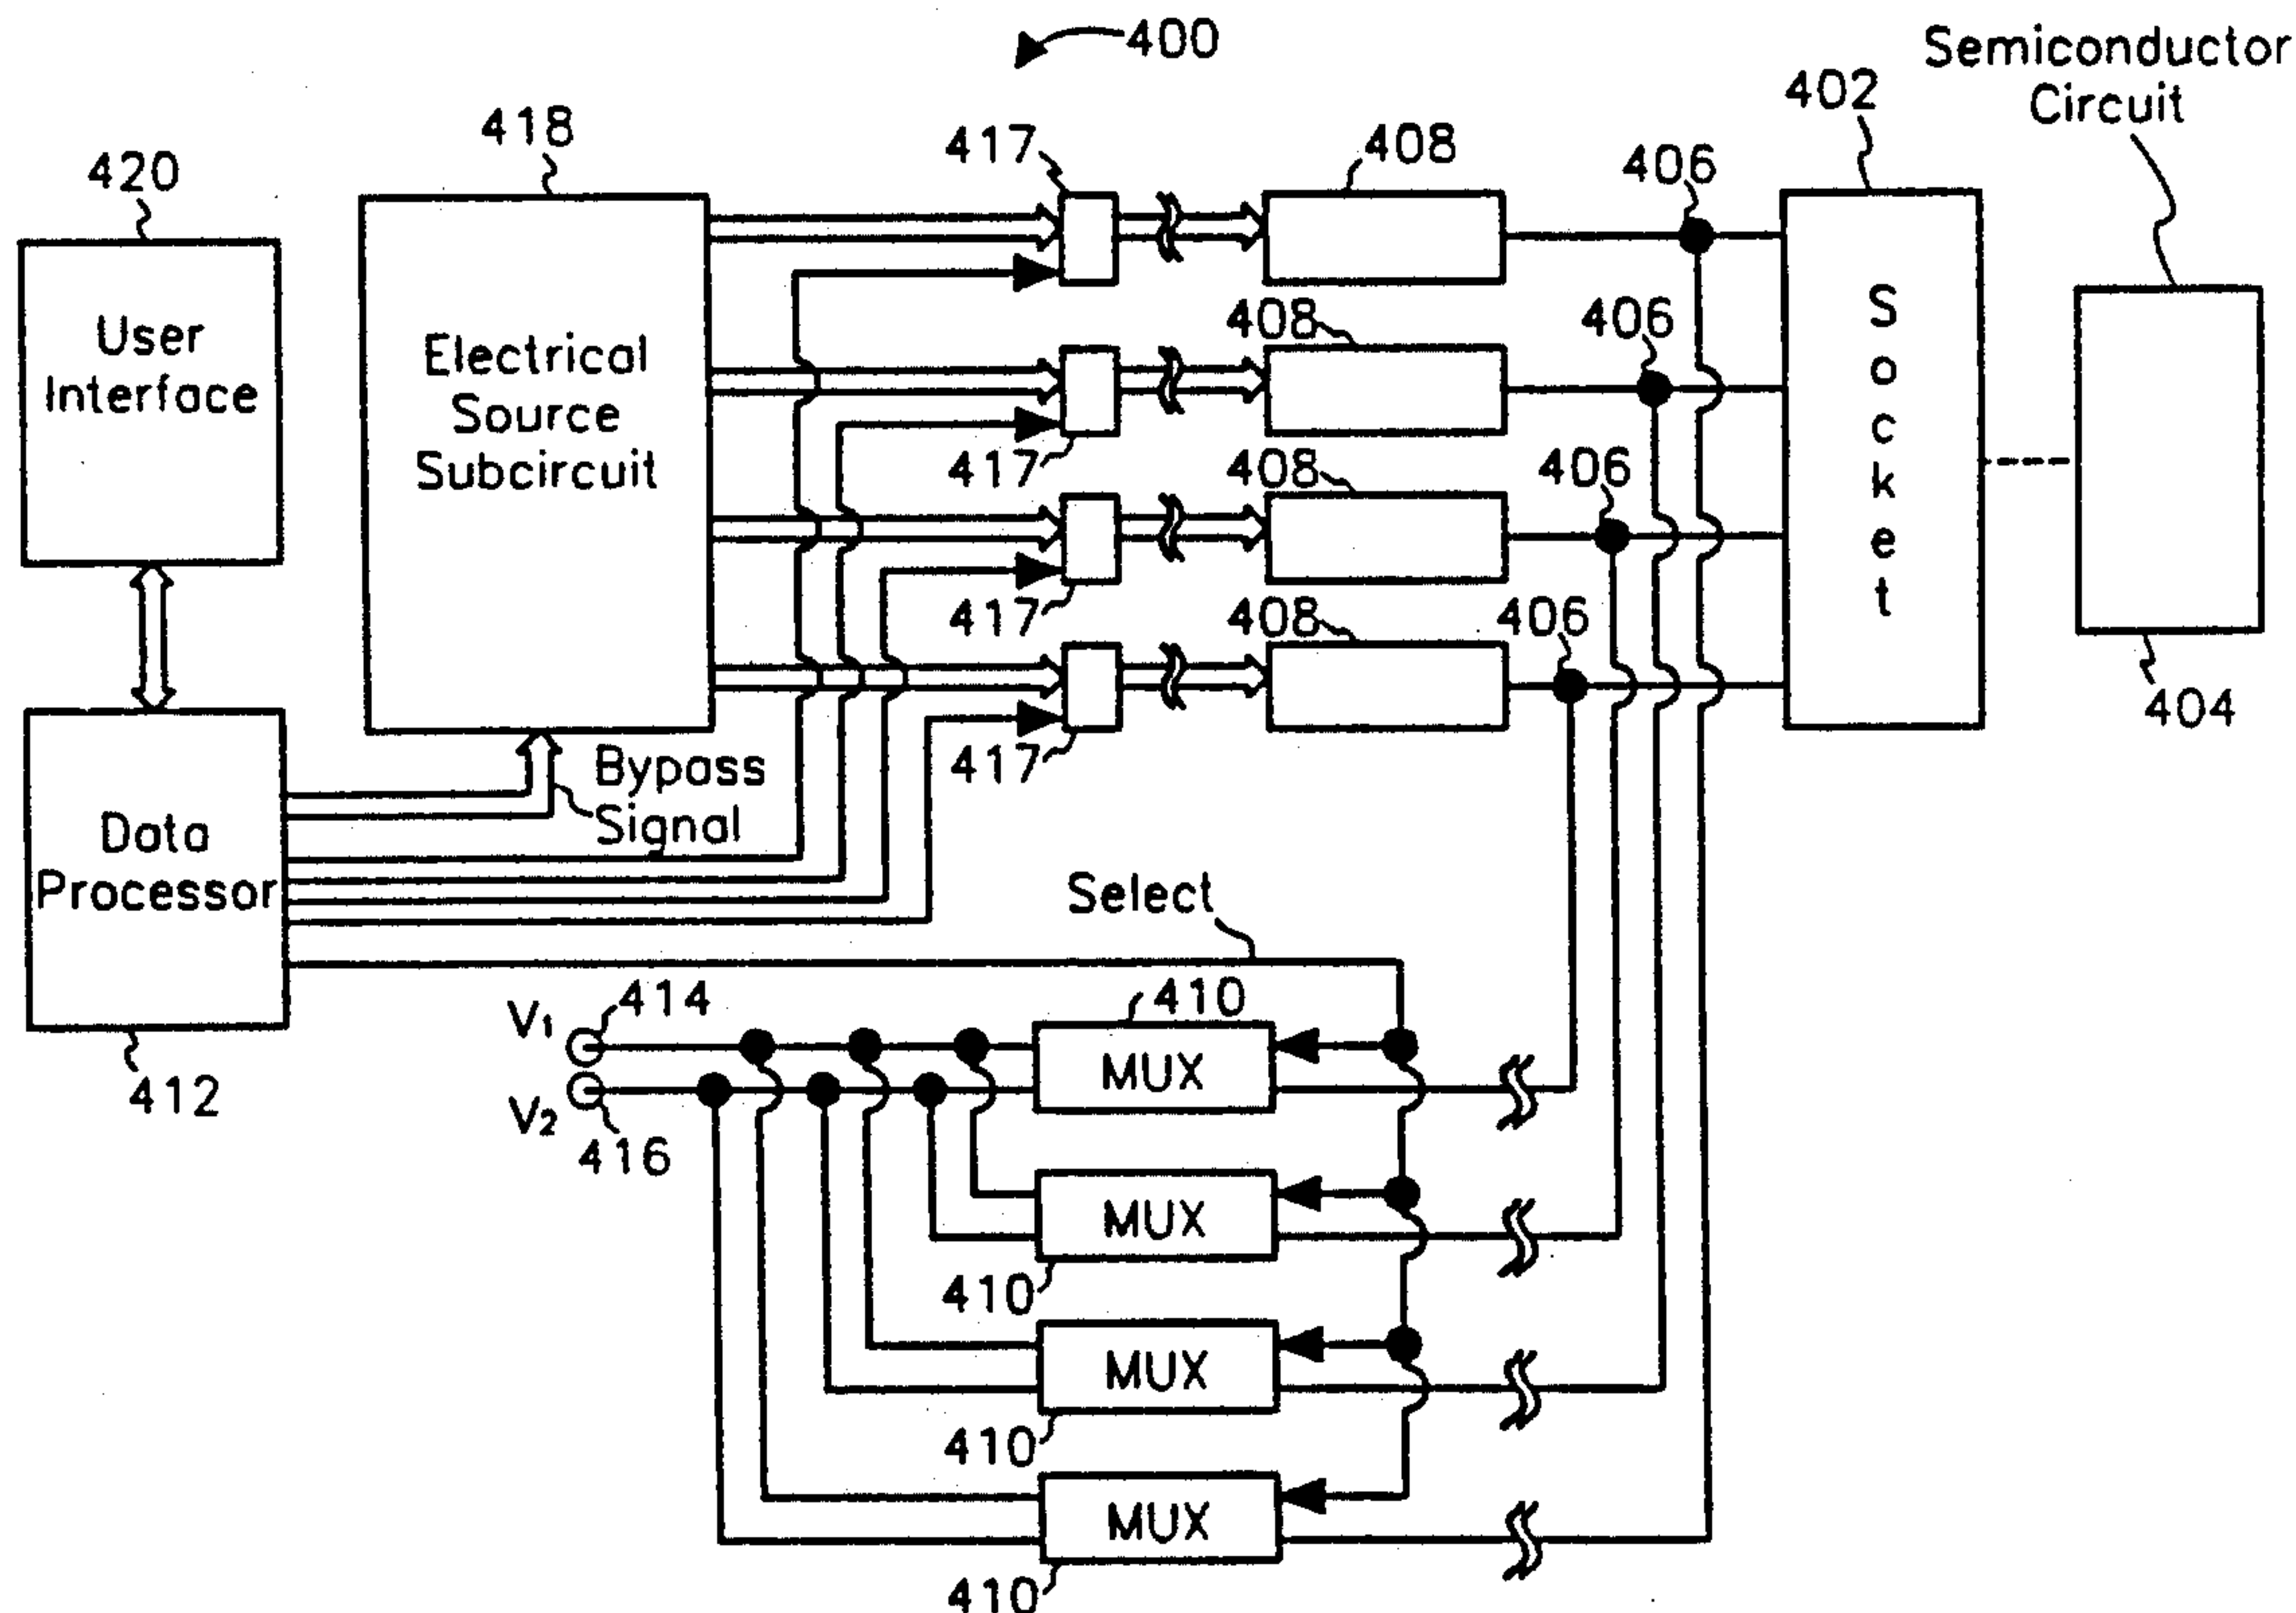 400
Semiconductor
Circuit
402
418
417
408
406
420
User
Interface
Electrical
Source
Subcircuit
408
406
417
408
406
417
408
406
417
Socket
404
Bypass
Signal
Data
Processor
412
Select
V1
414
V2
416
410
MUX
MUX
410
MUX
410
MUX
410